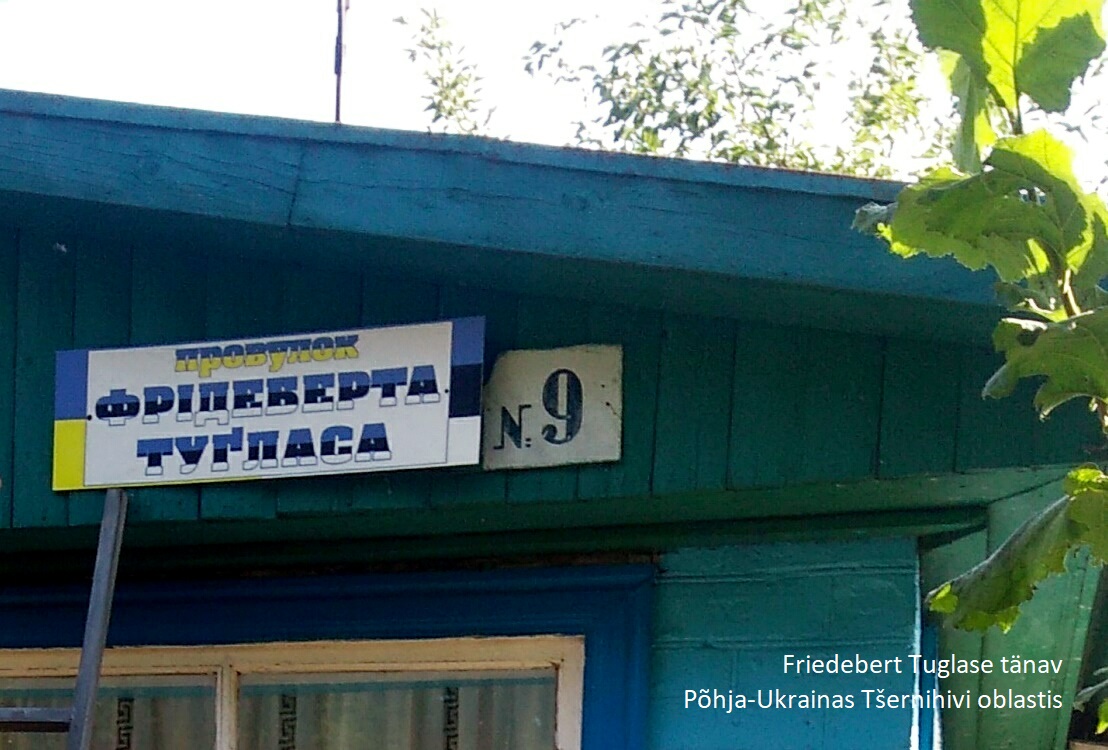 провулок
ФРІДЕБЕРТА
ТУҐЛАСА
№ 9
Friedebert Tuglase tänav
Põhja-Ukrainas Tšernihivi oblastis